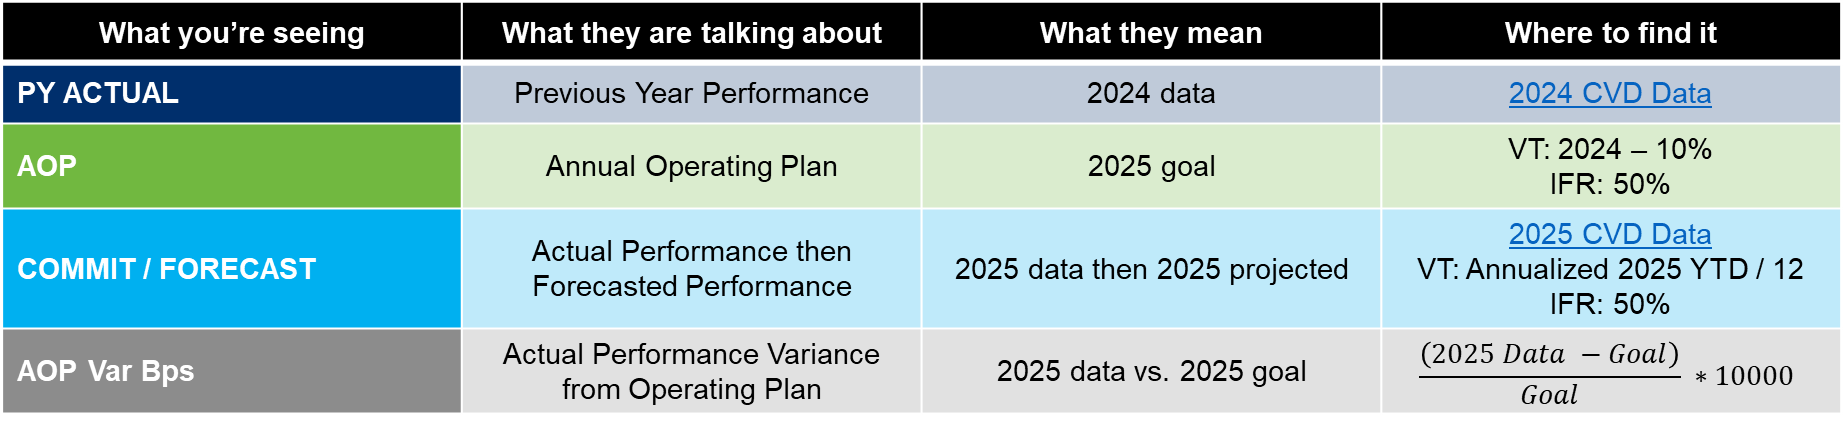 What you’re seeing
What they are talking about
What they mean
Where to find it
PY ACTUAL
Previous Year Performance
2024 data
2024 CVD Data
AOP
Annual Operating Plan
2025 goal
VT: 2024 – 10%
IFR: 50%
COMMIT / FORECAST
Actual Performance then
Forecasted Performance
2025 data then 2025 projected
2025 CVD Data
VT: Annualized 2025 YTD / 12
IFR: 50%
AOP Var Bps
Actual Performance Variance
from Operating Plan
2025 data vs. 2025 goal
(2025 Data − Goal)
Goal
* 10000